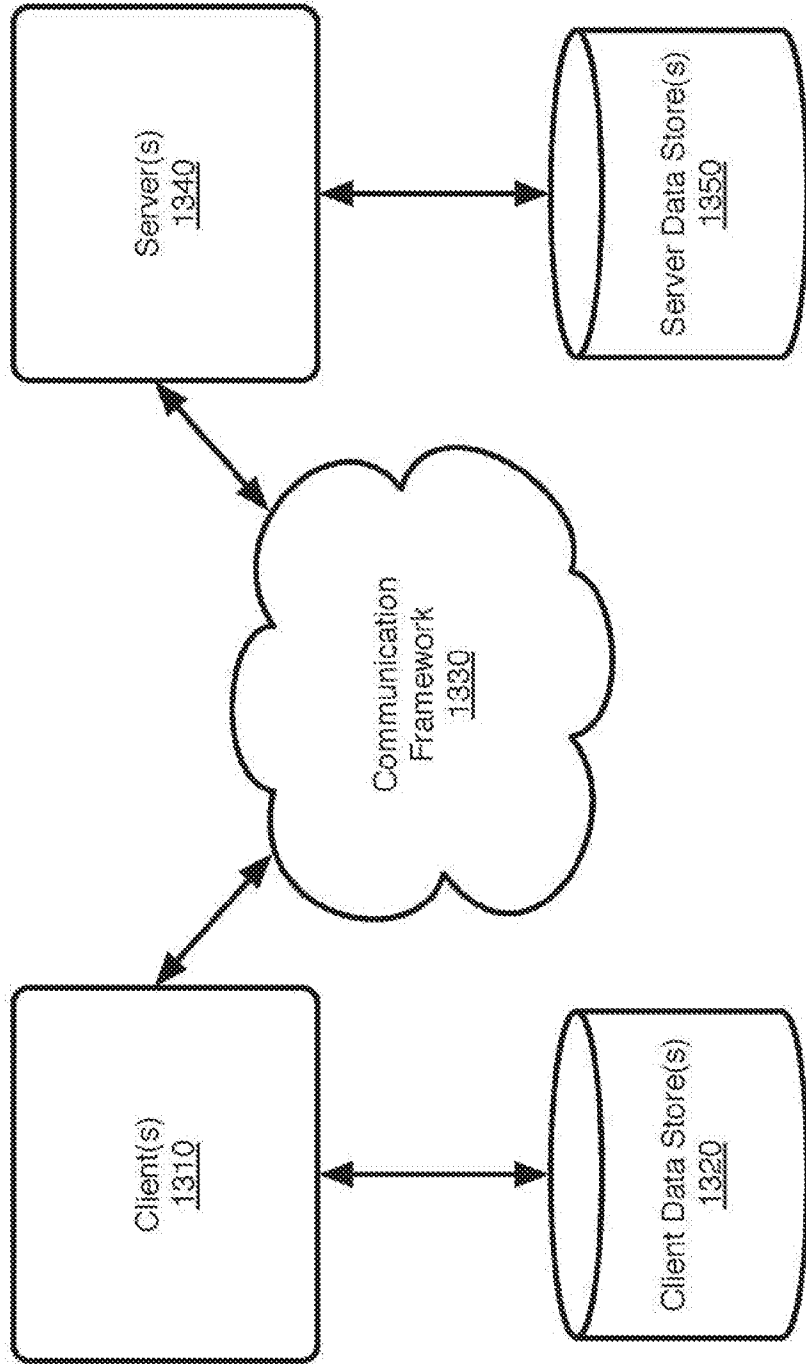 Client(s)
1310
Client Data Store(s)
1320
Communication
Framework
1330
Server(s)
1340
Server Data Store(s)
1350